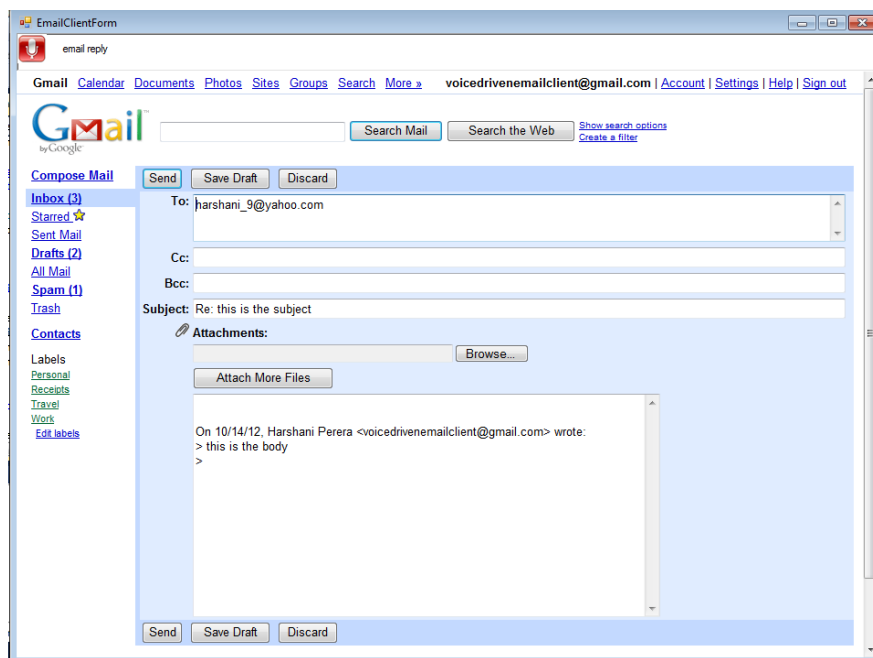 EmailClientForm
email reply
Gmail Calendar Documents Photos Sites Groups Search More » voicedrivenemailclient@gmail.com | Account | Settings | Help | Sign out
Gmail™
by Google
Search Mail Search the Web Show search options
Create a filter
Compose Mail
Send Save Draft Discard
Inbox (3)
To: harshani_9@yahoo.com
Starred
Sent Mail
Drafts (2)
Cc:
All Mail
Bcc:
Spam (1)
Trash
Subject: Re: this is the subject
Contacts
Attachments:
Browse...
Labels
Personal
Attach More Files
Receipts
Travel
Work
Edit labels
On 10/14/12, Harshani Perera <voicedrivenemailclient@gmail.com> wrote:
> this is the body
>
Send Save Draft Discard